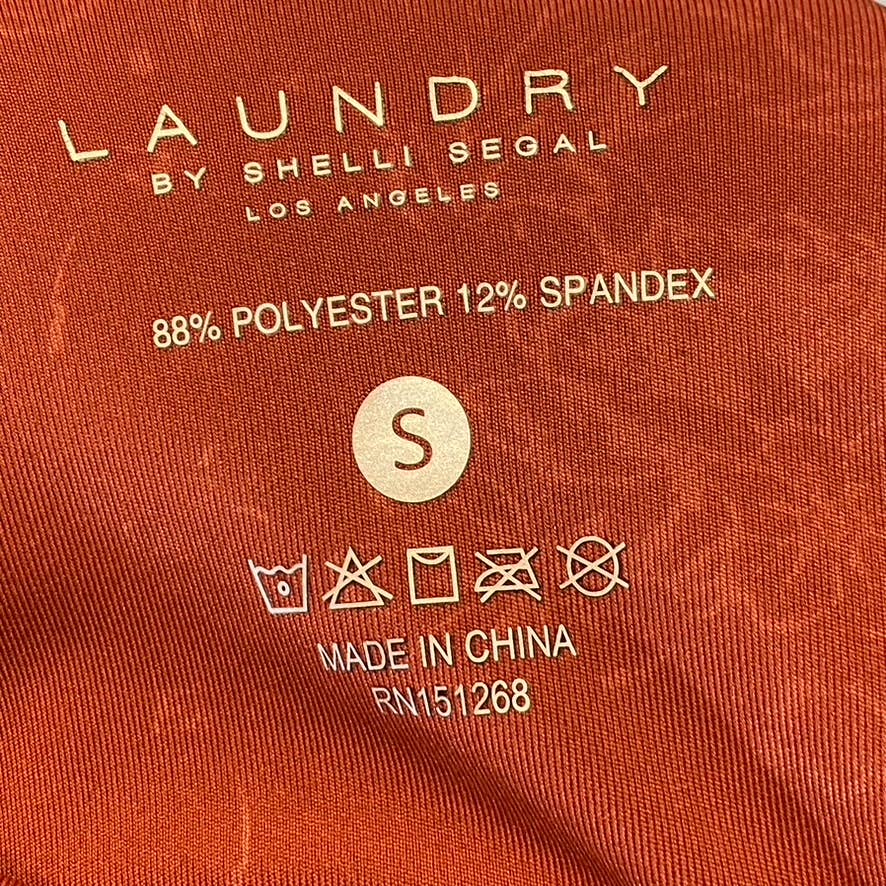 LAUNDRY
BY SHELLI SEGAL
LOS ANGELES
88% POLYESTER 12% SPANDEX
S
MADE IN CHINA
RN151268